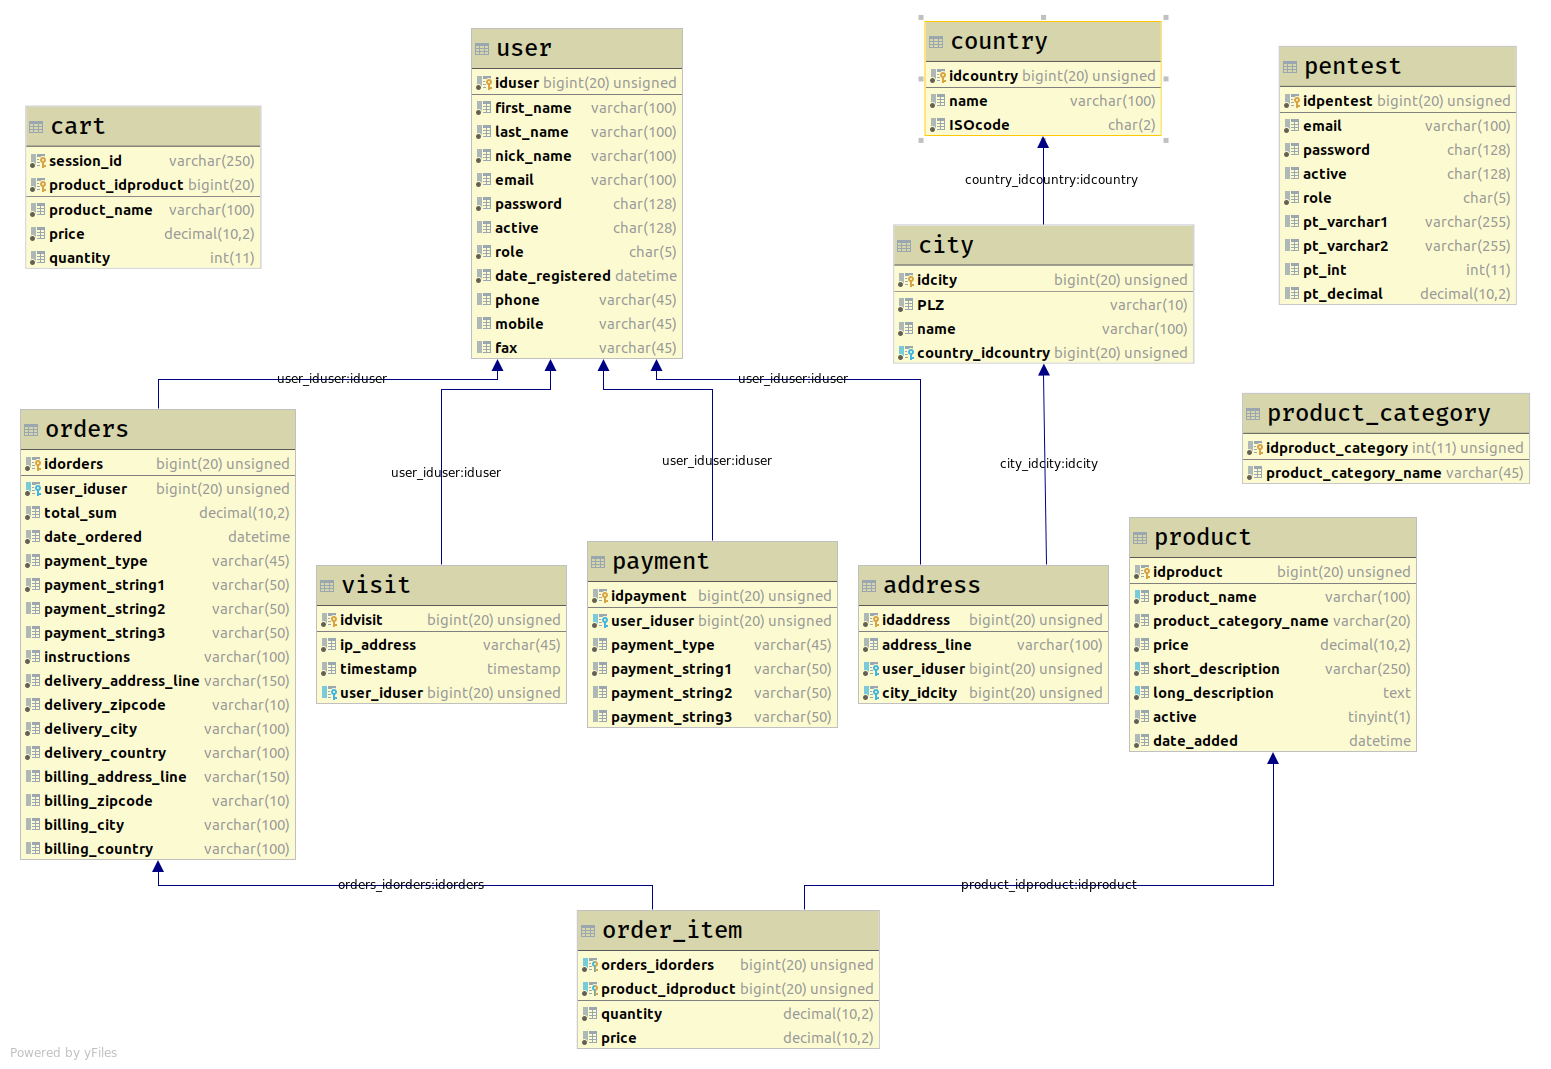 user
iduser bigint(20) unsigned
first_name varchar(100)
last_name varchar(100)
nick_name varchar(100)
email varchar(100)
password char(128)
active char(128)
role char(5)
date_registered datetime
phone varchar(45)
mobile varchar(45)
fax varchar(45)
country
idcountry bigint(20) unsigned
name varchar(100)
ISOcode char(2)
pentest
idpentest bigint(20) unsigned
email varchar(100)
password char(128)
active char(128)
role char(5)
pt_varchar1 varchar(255)
pt_varchar2 varchar(255)
pt_int int(11)
pt_decimal decimal(10,2)
cart
session_id varchar(250)
product_idproduct bigint(20)
product_name varchar(100)
price decimal(10,2)
quantity int(11)
country_idcountry:idcountry
city
idcity bigint(20) unsigned
PLZ varchar(10)
name varchar(100)
country_idcountry bigint(20) unsigned
user_iduser:iduser
user_iduser:iduser
user_iduser:iduser
user_iduser:iduser
city_idcity:idcity
product_category
idproduct_category int(11) unsigned
product_category_name varchar(45)
orders
idorders bigint(20) unsigned
user_iduser bigint(20) unsigned
total_sum decimal(10,2)
date_ordered datetime
payment_type varchar(45)
payment_string1 varchar(50)
payment_string2 varchar(50)
payment_string3 varchar(50)
instructions varchar(100)
delivery_address_line varchar(150)
delivery_zipcode varchar(10)
delivery_city varchar(100)
delivery_country varchar(100)
billing_address_line varchar(150)
billing_zipcode varchar(10)
billing_city varchar(100)
billing_country varchar(100)
visit
idvisit bigint(20) unsigned
ip_address varchar(45)
timestamp timestamp
user_iduser bigint(20) unsigned
payment
idpayment bigint(20) unsigned
user_iduser bigint(20) unsigned
payment_type varchar(45)
payment_string1 varchar(50)
payment_string2 varchar(50)
payment_string3 varchar(50)
address
idaddress bigint(20) unsigned
address_line varchar(100)
user_iduser bigint(20) unsigned
city_idcity bigint(20) unsigned
product
idproduct bigint(20) unsigned
product_name varchar(100)
product_category_name varchar(20)
price decimal(10,2)
short_description varchar(250)
long_description text
active tinyint(1)
date_added datetime
orders_idorders:idorders
product_idproduct:idproduct
order_item
orders_idorders bigint(20) unsigned
product_idproduct bigint(20) unsigned
quantity decimal(10,2)
price decimal(10,2)
Powered by yFiles